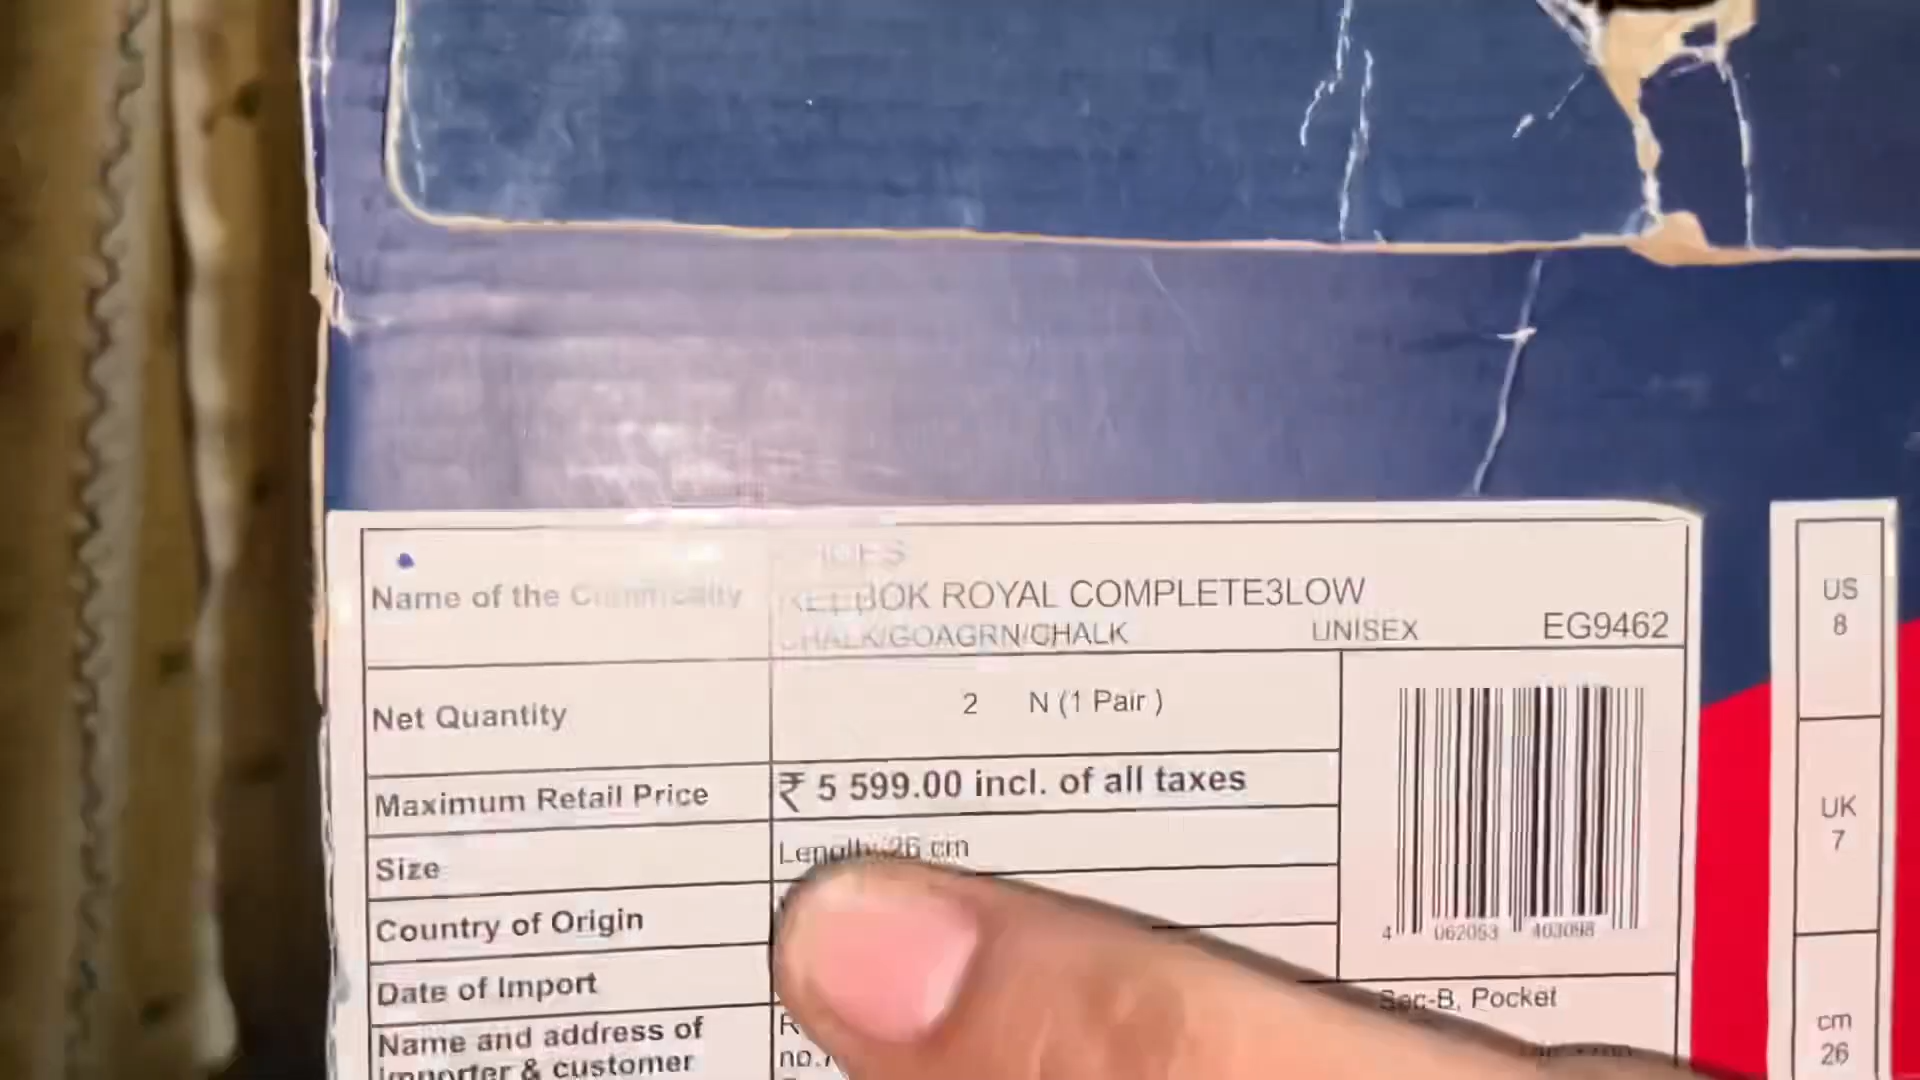 Name of the Commodity
REEBOK ROYAL COMPLETE3LOW
CHALK/GOAGRN/CHALK UNISEX EG9462
Net Quantity 2 N (1 Pair )
Maximum Retail Price ₹ 5 599.00 incl. of all taxes
Size Length: 26 cm
Country of Origin
Date of Import
Name and address of
importer & customer
no.
4 062053 403098
Sec-B, Pocket
US
8
UK
7
cm
26